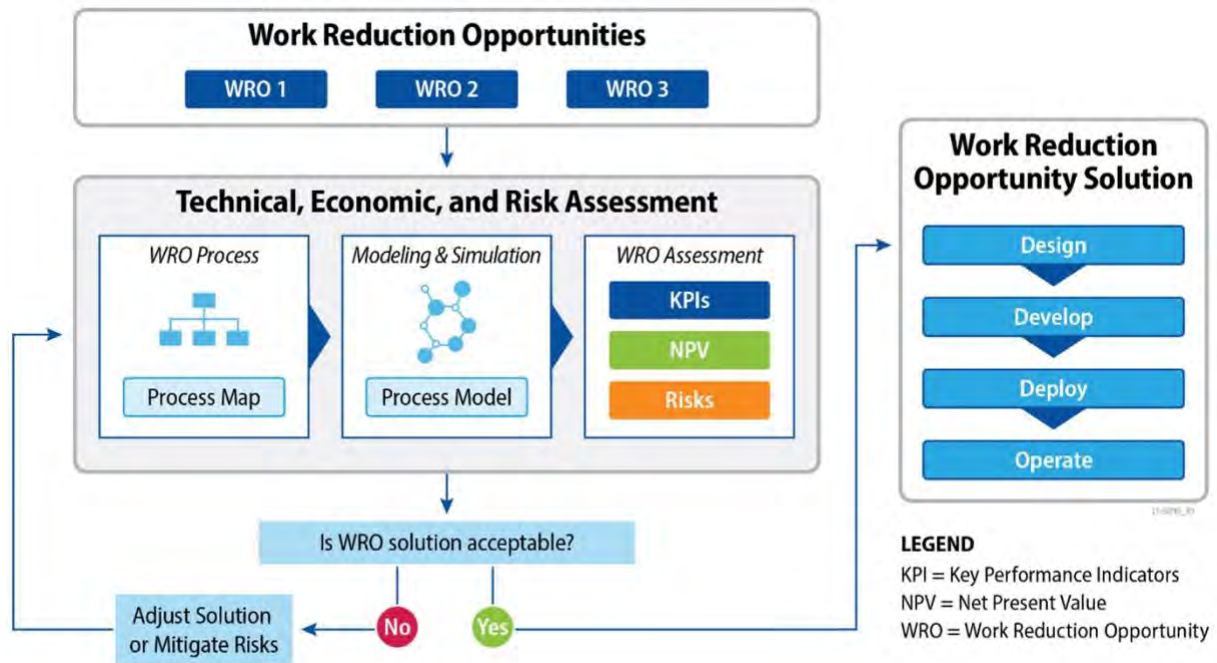 Work Reduction Opportunities
WRO 1
WRO 2
WRO 3
Technical, Economic, and Risk Assessment
WRO Process
Process Map
Modeling & Simulation
Process Model
WRO Assessment
KPIs
NPV
Risks
Is WRO solution acceptable?
No
Yes
Adjust Solution
or Mitigate Risks
Work Reduction
Opportunity Solution
Design
Develop
Deploy
Operate
LEGEND
KPI = Key Performance Indicators
NPV = Net Present Value
WRO = Work Reduction Opportunity